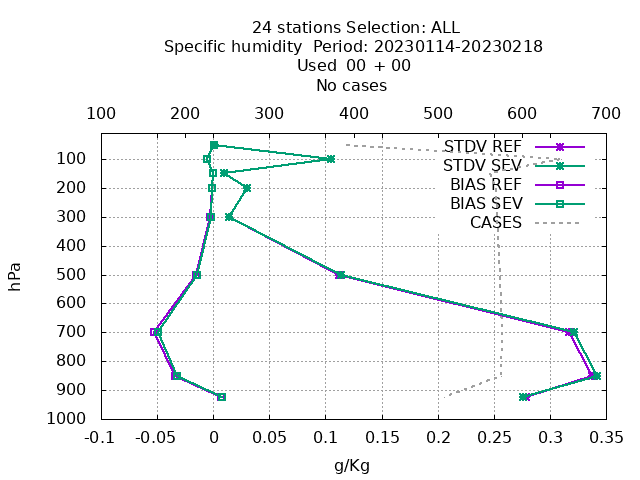 24 stations Selection: ALL
Specific humidity  Period: 20230114-20230218
Used  00 + 00
No cases
100 200 300 400 500 600 700
STDV REF
STDV SEV
BIAS REF
BIAS SEV
CASES
100
200
300
400
500
600
700
800
900
1000
hPa
-0.1 -0.05 0 0.05 0.1 0.15 0.2 0.25 0.3 0.35
g/Kg